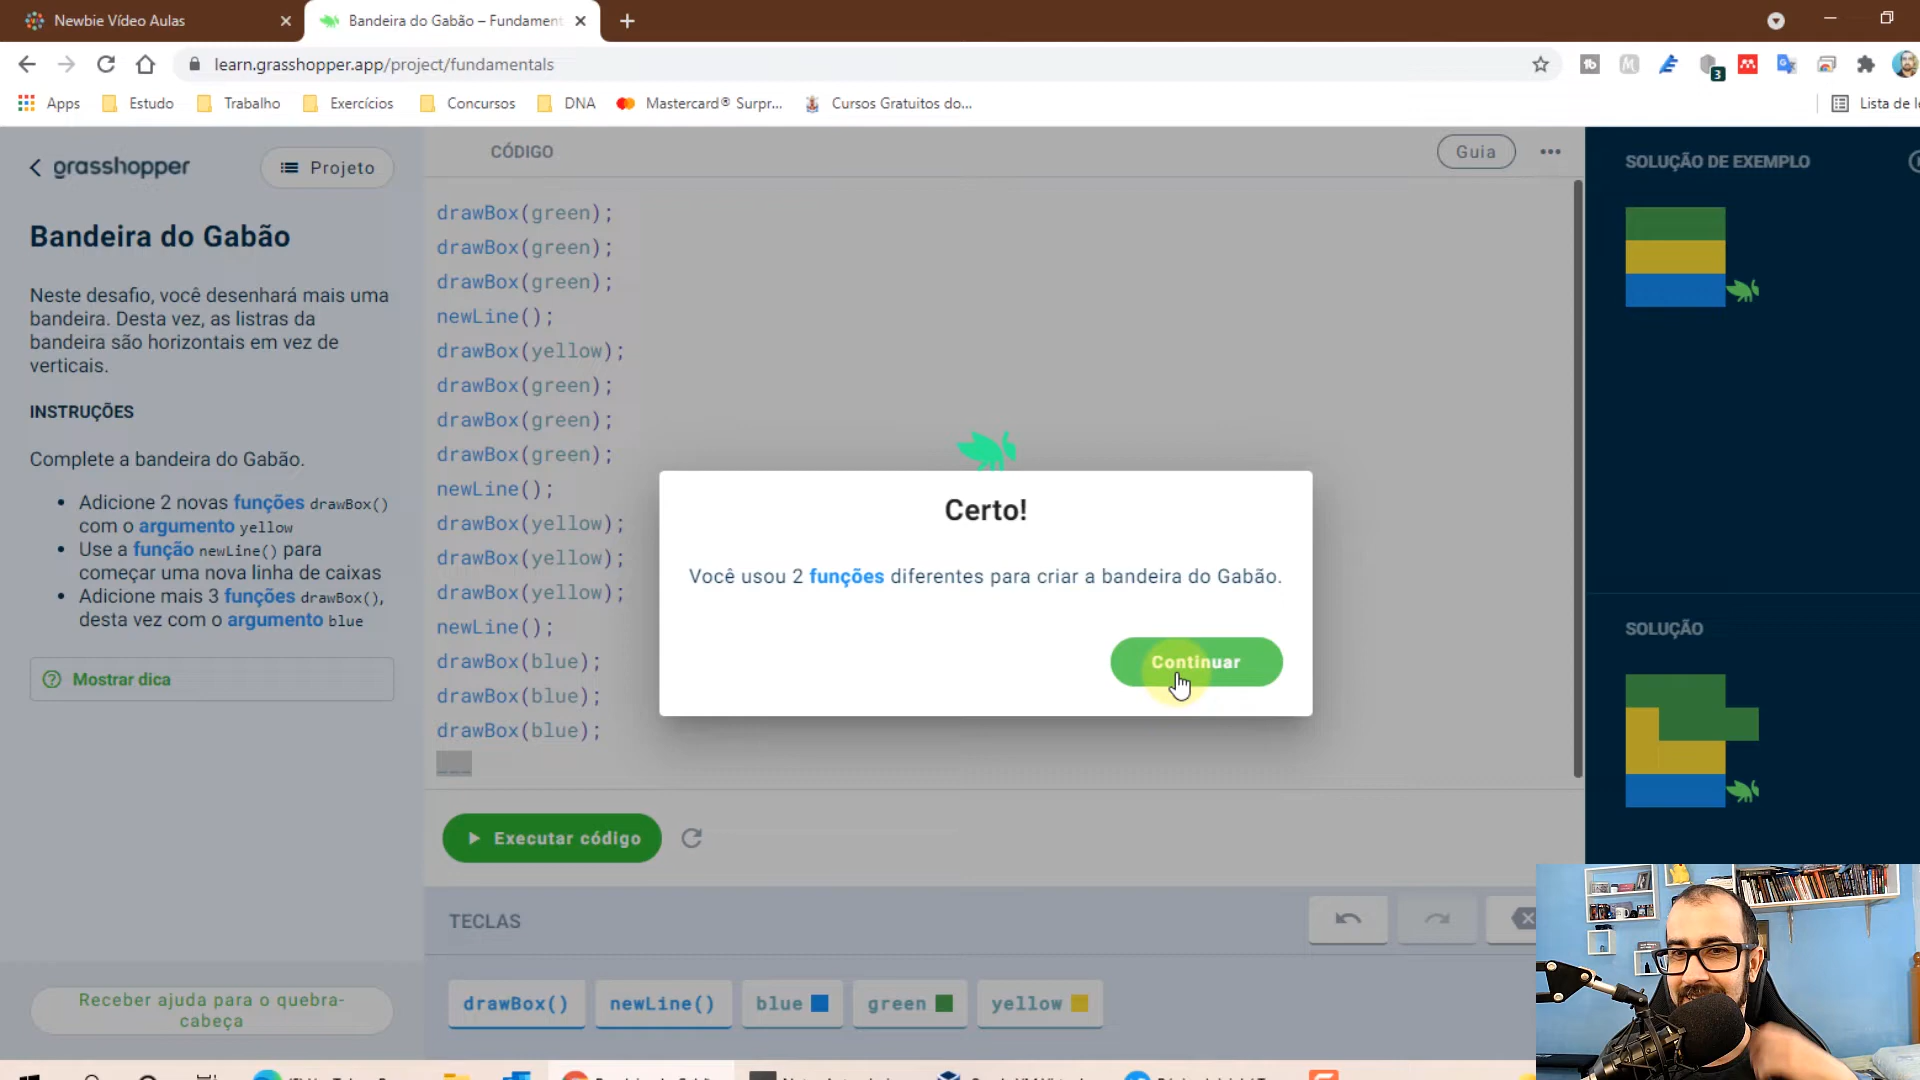 Newbie Vídeo Aulas
Bandeira do Gabão – Fundament
learn.grasshopper.app/project/fundamentals
3
Apps
Estudo
Trabalho
Exercícios
Concursos
DNA
Mastercard® Surpr...
Cursos Gratuitos do...
Lista de le
grasshopper
Projeto
CÓDIGO
Guia
SOLUÇÃO DE EXEMPLO
Bandeira do Gabão
Neste desafio, você desenhará mais uma
bandeira. Desta vez, as listras da
bandeira são horizontais em vez de
verticais.
INSTRUÇÕES
Complete a bandeira do Gabão.
• Adicione 2 novas funções drawBox()
com o argumento yellow
• Use a função newLine() para
começar uma nova linha de caixas
• Adicione mais 3 funções drawBox(),
desta vez com o argumento blue
Mostrar dica
Receber ajuda para o quebra-
cabeça
drawBox(green);
drawBox(green);
drawBox(green);
newLine();
drawBox(yellow);
drawBox(green);
drawBox(green);
drawBox(green);
newLine();
drawBox(yellow);
drawBox(yellow);
drawBox(yellow);
newLine();
drawBox(blue);
drawBox(blue);
drawBox(blue);
___
Certo!
Você usou 2 funções diferentes para criar a bandeira do Gabão.
Continuar
SOLUÇÃO
Executar código
TECLAS
drawBox()
newLine()
blue
green
yellow